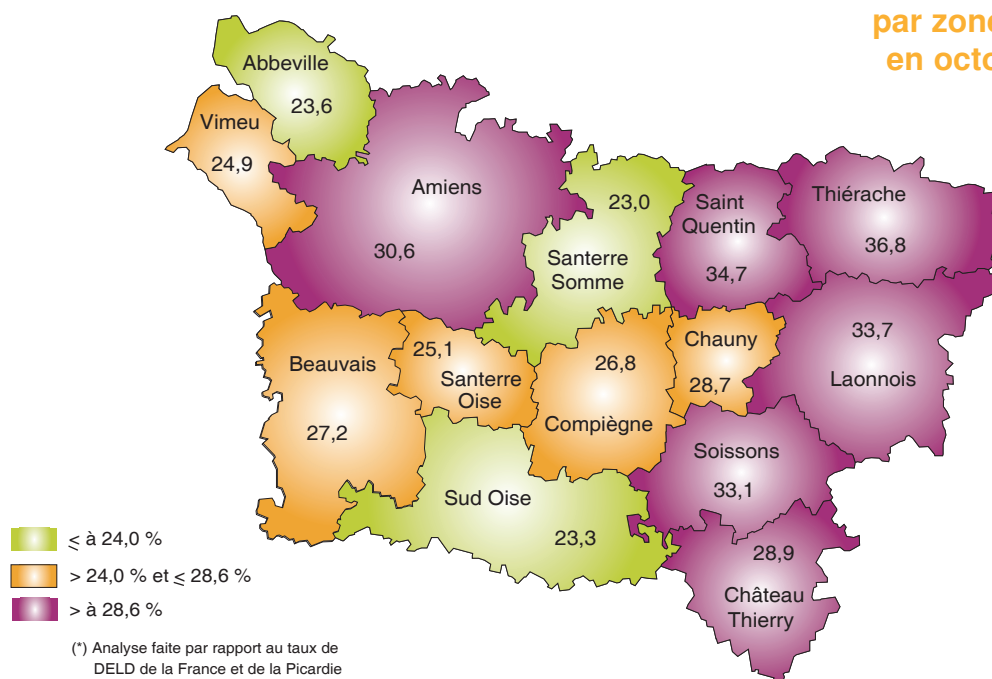 par zone
en octo
Abbeville
23,6
Vimeu
24,9
Amiens
30,6
23,0
Santerre
Somme
Saint
Quentin
34,7
Thiérache
36,8
Beauvais
27,2
25,1
Santerre
Oise
26,8
Compiègne
Chauny
28,7
33,7
Laonnois
Soissons
33,1
Sud Oise
23,3
28,9
Château
Thierry
≤ à 24,0 %
> 24,0 % et ≤ 28,6 %
> à 28,6 %
(*) Analyse faite par rapport au taux de
DELD de la France et de la Picardie